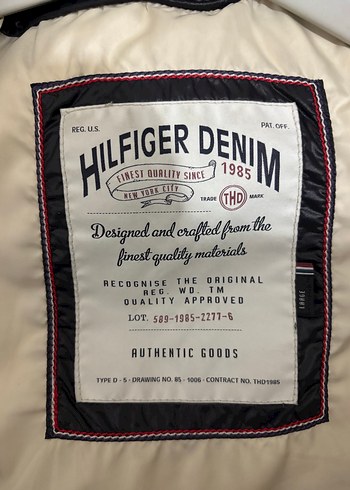 REG. U.S. PAT. OFF.
HILFIGER DENIM
FINEST QUALITY SINCE 1985
NEW YORK CITY
TRADE THD MARK
Designed and crafted from the
finest quality materials
RECOGNISE THE ORIGINAL
REG. WD. TM
QUALITY APPROVED
LOT. 589-1985-2277-6
AUTHENTIC GOODS
TYPE D - S - DRAWING NO. 85 - 1006 - CONTRACT NO. THD1985
LARGE